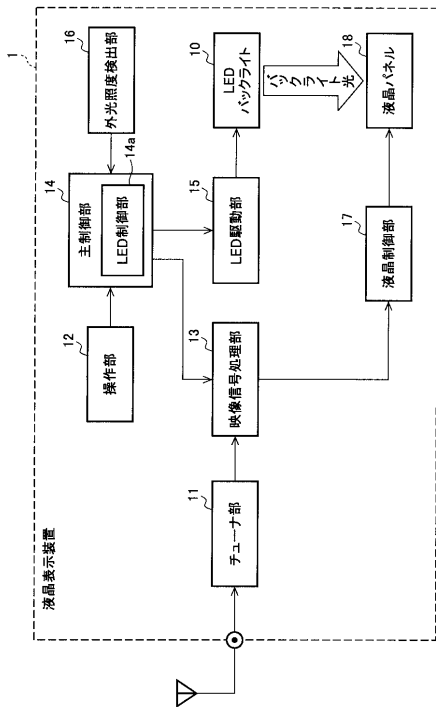 液晶表示装置
1
16
外光照度検出部
14
主制御部
14a
LED制御部
12
操作部
10
LED
バックライト
バックライト光
15
LED駆動部
13
映像信号処理部
11
チューナ部
18
液晶パネル
17
液晶制御部